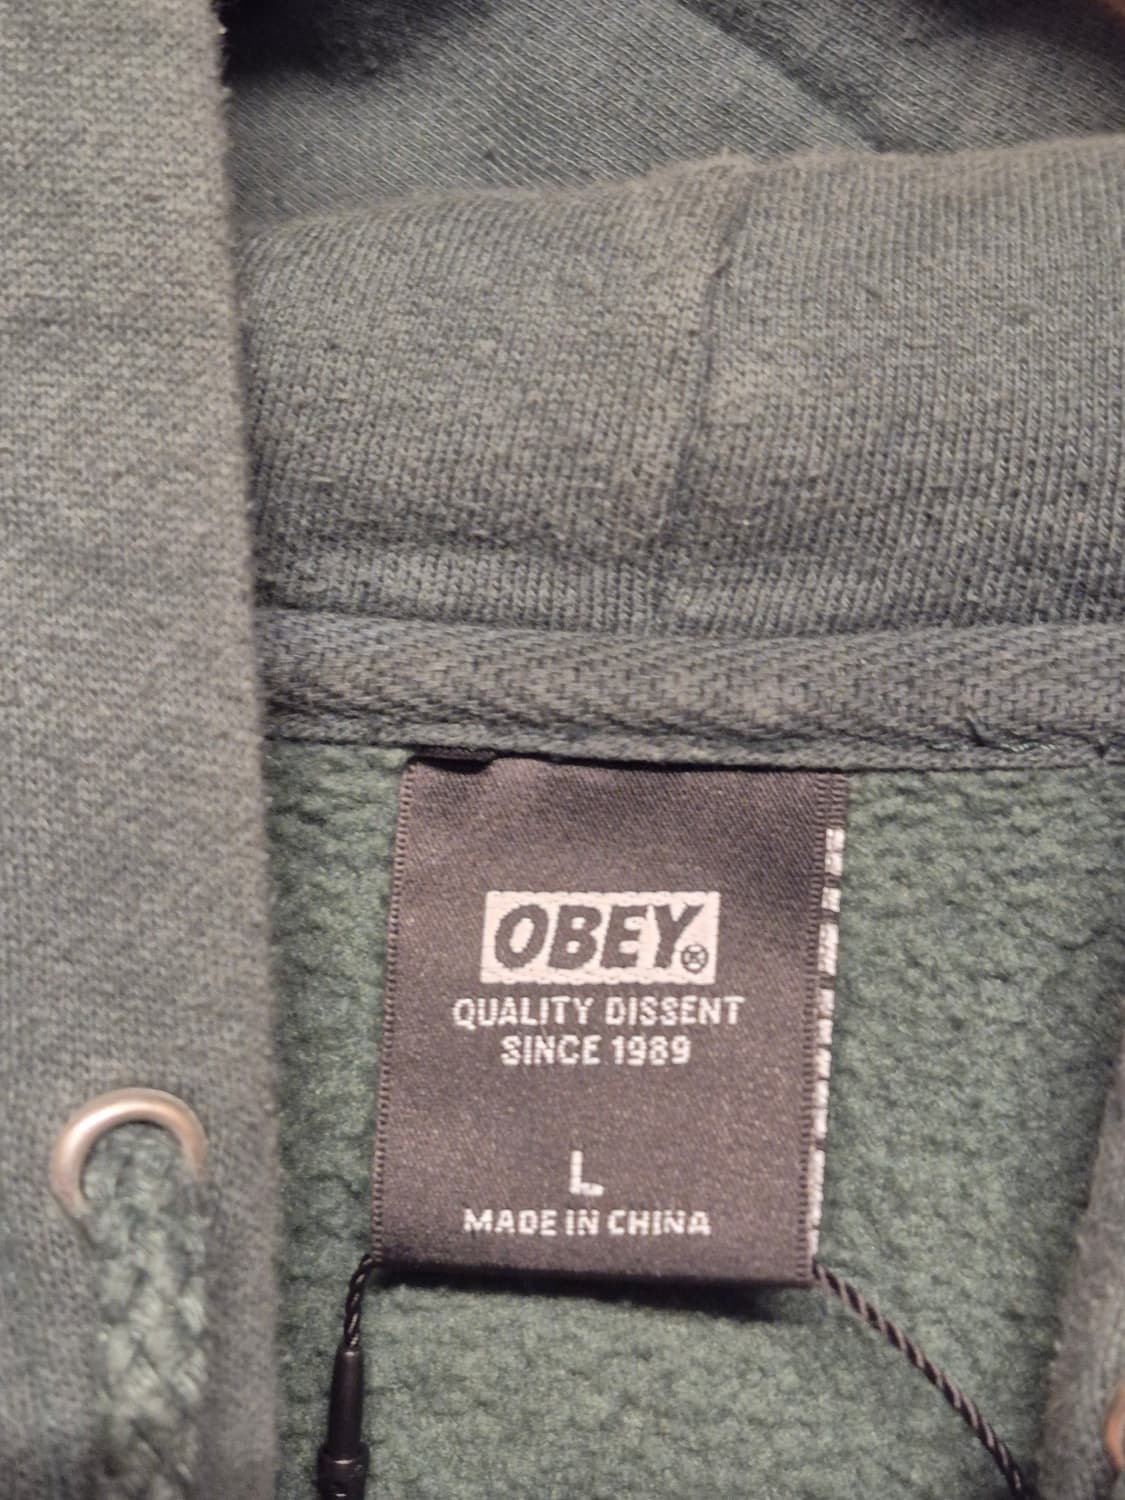 OBEY®
QUALITY DISSENT
SINCE 1989
L
MADE IN CHINA